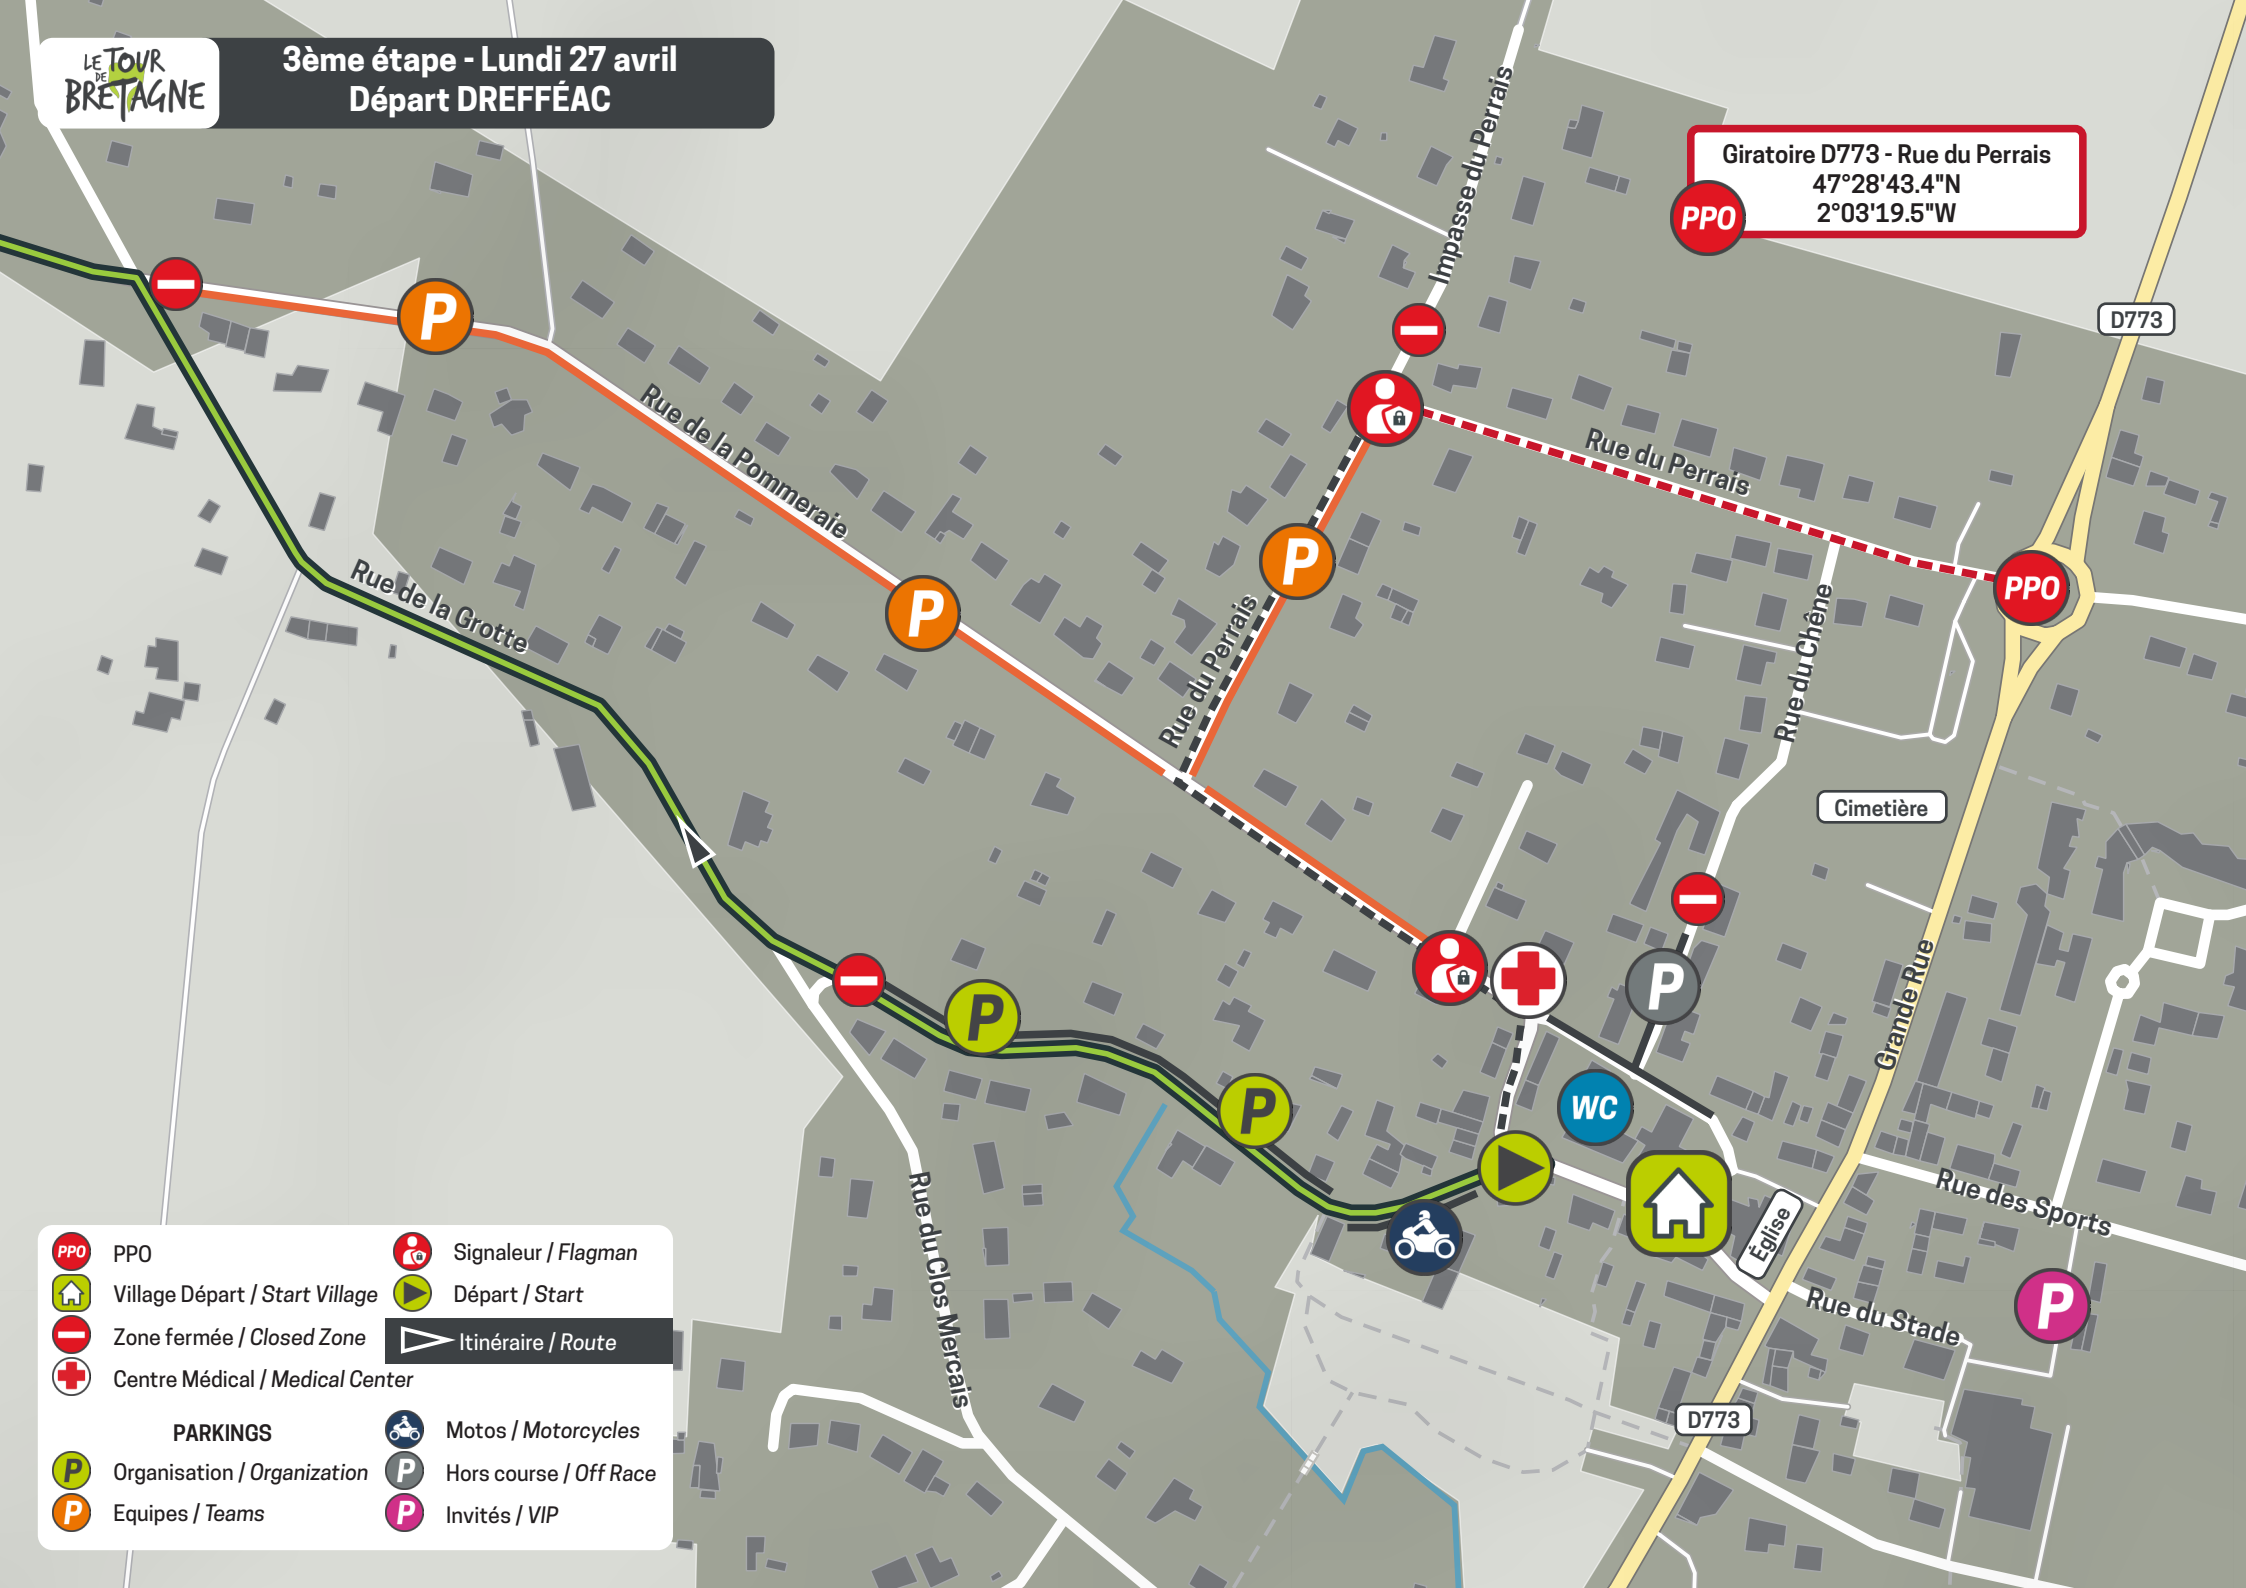 LE TOUR
DE
BRETAGNE
3ème étape - Lundi 27 avril
Départ DREFFÉAC
Giratoire D773 - Rue du Perrais
47°28'43.4"N
2°03'19.5"W
PPO
Impasse du Perrais
D773
P
Rue de la Pommeraie
Rue du Perrais
P
PPO
Rue de la Grotte
P
Rue du Perrais
Rue du Chêne
Cimetière
P
Grande Rue
P
P
WC
Rue du Clos Mercais
Rue des Sports
Église
Rue du Stade
P
D773
PPO PPO
Signaleur / Flagman
Village Départ / Start Village
Départ / Start
Zone fermée / Closed Zone
Itinéraire / Route
Centre Médical / Medical Center
PARKINGS
Motos / Motorcycles
P Organisation / Organization
P Hors course / Off Race
P Equipes / Teams
P Invités / VIP